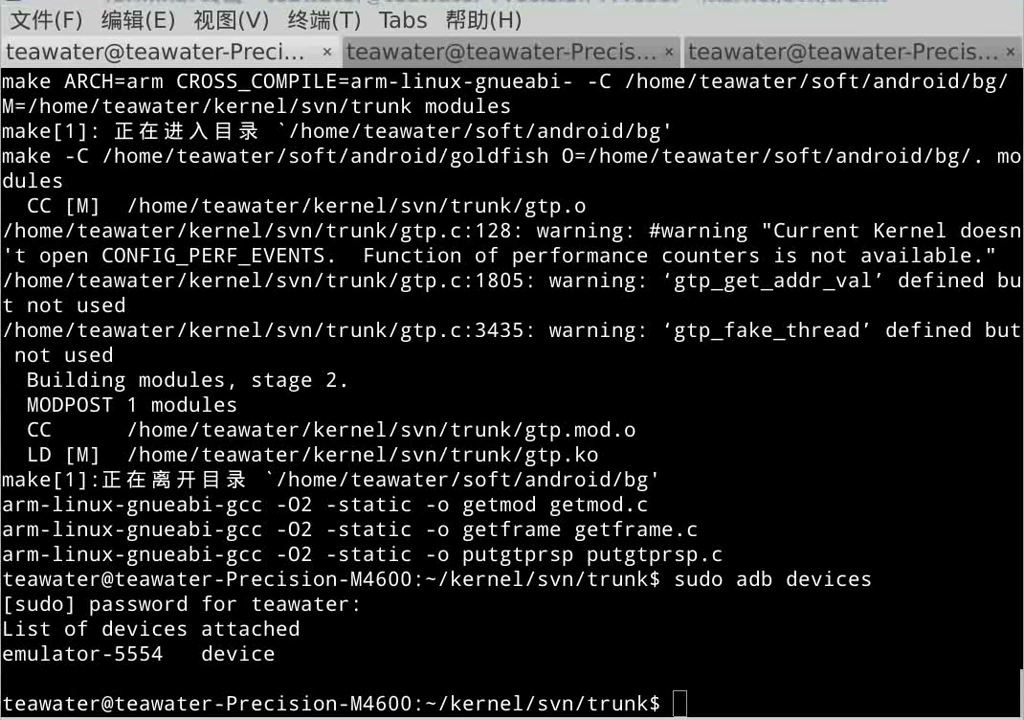 文件(F) 编辑(E) 视图(V) 终端(T) Tabs 帮助(H)
teawater@teawater-Preci... × teawater@teawater-Precis... × teawater@teawater-Precis... ×
make ARCH=arm CROSS_COMPILE=arm-linux-gnueabi- -C /home/teawater/soft/android/bg/
M=/home/teawater/kernel/svn/trunk modules
make[1]: 正在进入目录 `/home/teawater/soft/android/bg'
make -C /home/teawater/soft/android/goldfish O=/home/teawater/soft/android/bg/. mo
dules
  CC [M]  /home/teawater/kernel/svn/trunk/gtp.o
/home/teawater/kernel/svn/trunk/gtp.c:128: warning: #warning "Current Kernel doesn
't open CONFIG_PERF_EVENTS.  Function of performance counters is not available."
/home/teawater/kernel/svn/trunk/gtp.c:1805: warning: ‘gtp_get_addr_val’ defined bu
t not used
/home/teawater/kernel/svn/trunk/gtp.c:3435: warning: ‘gtp_fake_thread’ defined but
 not used
  Building modules, stage 2.
  MODPOST 1 modules
  CC      /home/teawater/kernel/svn/trunk/gtp.mod.o
  LD [M]  /home/teawater/kernel/svn/trunk/gtp.ko
make[1]:正在离开目录 `/home/teawater/soft/android/bg'
arm-linux-gnueabi-gcc -O2 -static -o getmod getmod.c
arm-linux-gnueabi-gcc -O2 -static -o getframe getframe.c
arm-linux-gnueabi-gcc -O2 -static -o putgtprsp putgtprsp.c
teawater@teawater-Precision-M4600:~/kernel/svn/trunk$ sudo adb devices
[sudo] password for teawater:
List of devices attached
emulator-5554   device
teawater@teawater-Precision-M4600:~/kernel/svn/trunk$